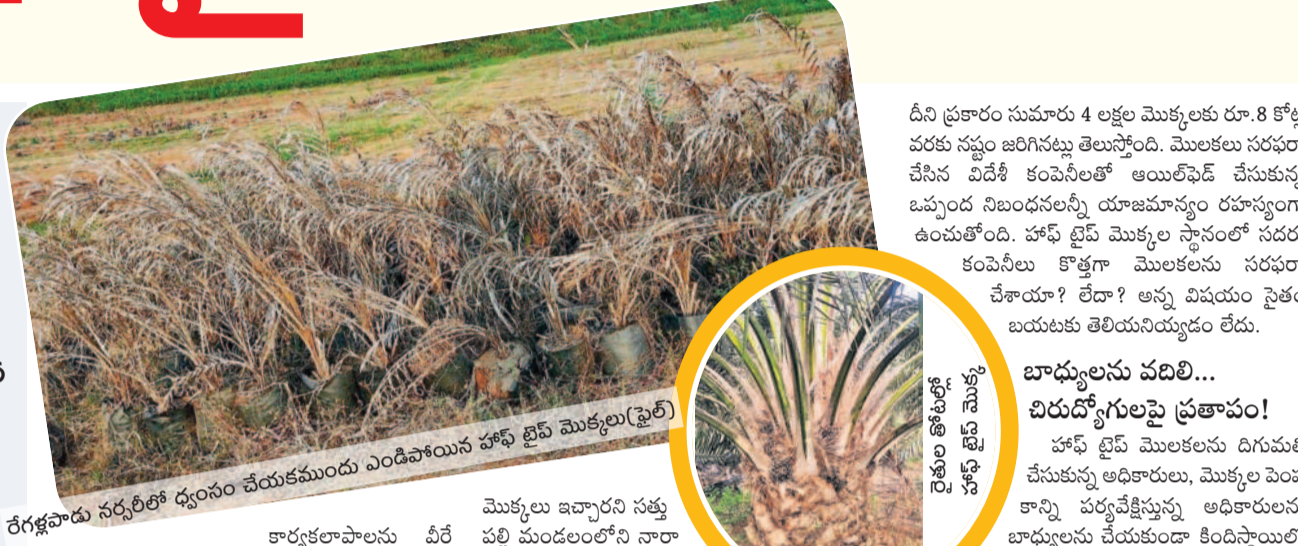 రేగళ్లపాడు నర్సరీలో ధ్వంసం చేయకముందు ఎండిపోయిన హాఫ్ టైప్ మొక్కలు(ఫైల్)
కార్యకలాపాలను వీరే
మొక్కలు ఇచ్చారని సత్తు
పల్లి మండలంలోని నారా
రైతుల తోటల్లో
హాఫ్ టైప్ మొక్క
దీని ప్రకారం సుమారు 4 లక్షల మొక్కలకు రూ.8 కోట్ల
వరకు నష్టం జరిగినట్లు తెలుస్తోంది. మొలకలు సరఫరా
చేసిన విదేశీ కంపెనీలతో ఆయిల్‌ఫెడ్ చేసుకున్న
ఒప్పంద నిబంధనలన్నీ యాజమాన్యం రహస్యంగా
ఉంచుతోంది. హాఫ్ టైప్ మొక్కల స్థానంలో సదరు
కంపెనీలు కొత్తగా మొలకలను సరఫరా
చేశాయా? లేదా? అన్న విషయం సైతం
బయటకు తెలియనియ్యడం లేదు.
బాధ్యులను వదిలి...
చిరుద్యోగులపై ప్రతాపం!
హాఫ్ టైప్ మొలకలను దిగుమతి
చేసుకున్న అధికారులు, మొక్కల పెంప
కాన్ని పర్యవేక్షిస్తున్న అధికారులను
బాధ్యులను చేయకుండా కిందిస్థాయిలో